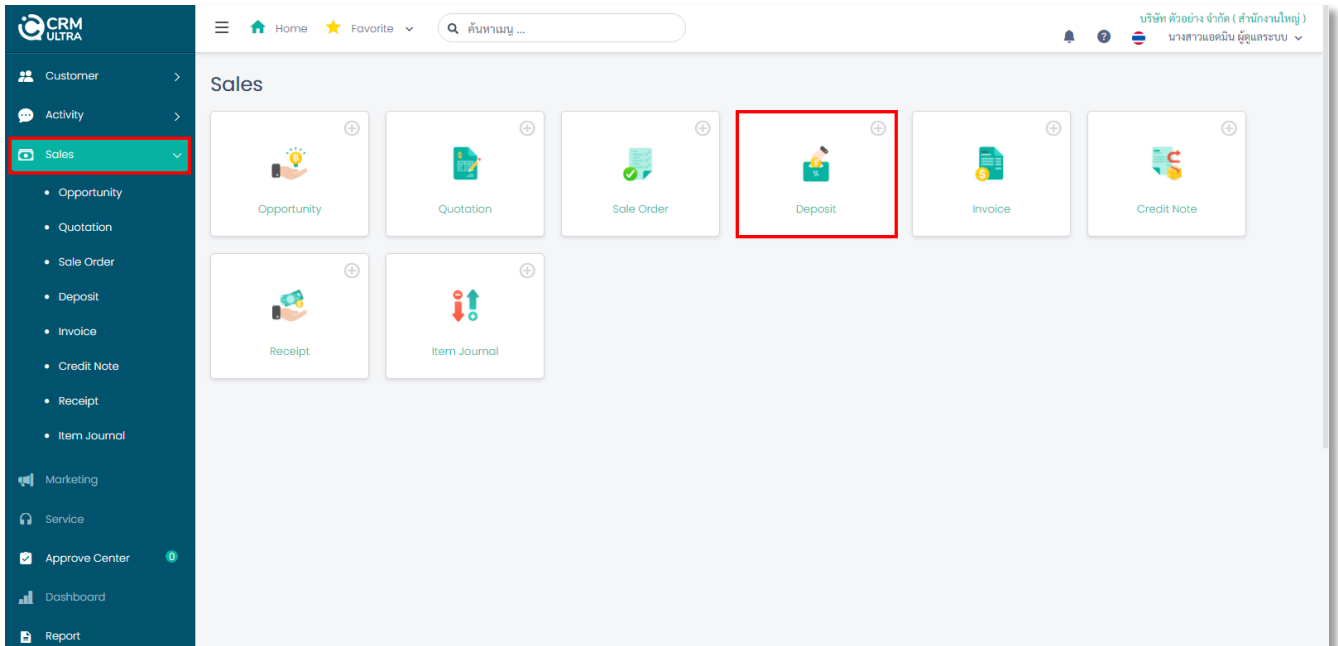 CRM
ULTRA
Home
Favorite
ค้นหาเมนู ...
บริษัท ตัวอย่าง จำกัด ( สำนักงานใหญ่ )
นางสาวแอดมิน ผู้ดูแลระบบ
Customer
Activity
Sales
Opportunity
Quotation
Sale Order
Deposit
Invoice
Credit Note
Receipt
Item Journal
Marketing
Service
Approve Center 0
Dashboard
Report
Sales
Opportunity
Quotation
Sale Order
Deposit
Invoice
Credit Note
Receipt
Item Journal